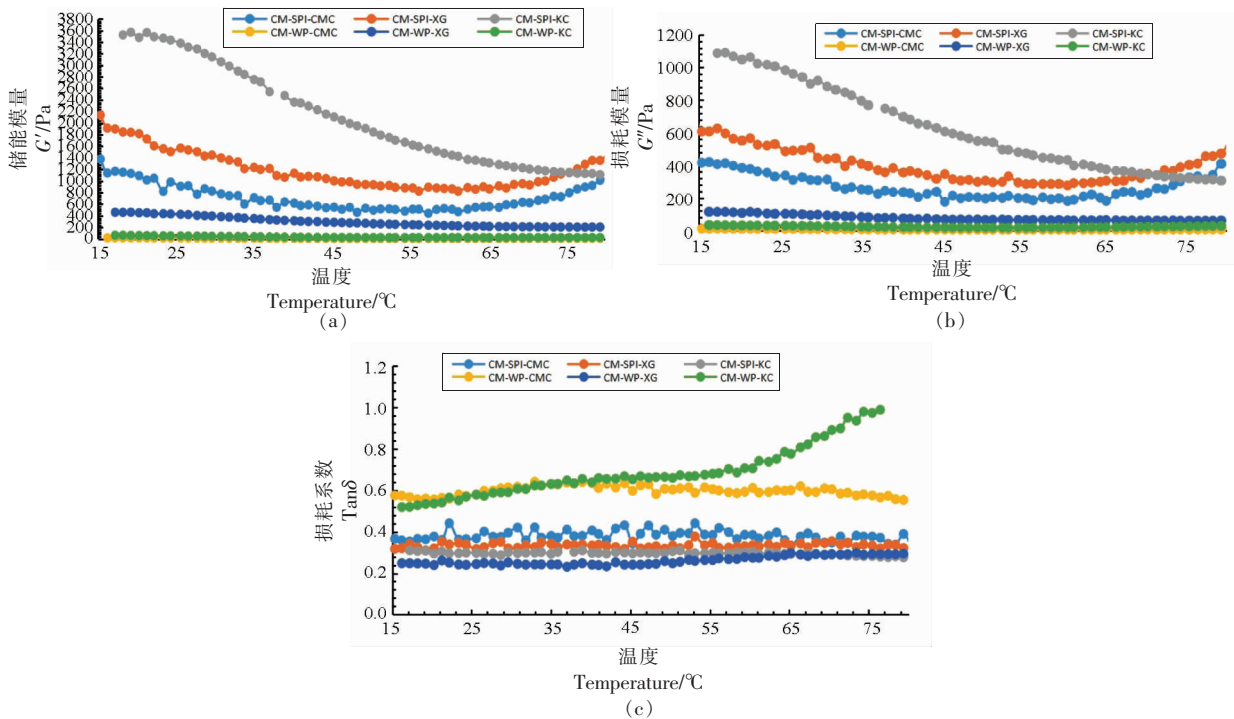 CM-SPI-CMC CM-SPI-XG CM-SPI-KC
CM-WP-CMC CM-WP-XG CM-WP-KC
储能模量
G′/Pa
3800
3600
3200
2800
2400
2200
1800
1400
1200
800
600
400
200
0
15 25 35 45 55 65 75
温度
Temperature/℃
(a)
CM-SPI-CMC CM-SPI-XG CM-SPI-KC
CM-WP-CMC CM-WP-XG CM-WP-KC
损耗模量
G″/Pa
1200
1000
800
600
400
200
0
15 25 35 45 55 65 75
温度
Temperature/℃
(b)
CM-SPI-CMC CM-SPI-XG CM-SPI-KC
CM-WP-CMC CM-WP-XG CM-WP-KC
损耗系数
Tanδ
1.2
1.0
0.8
0.6
0.4
0.2
0.0
15 25 35 45 55 65 75
温度
Temperature/℃
(c)